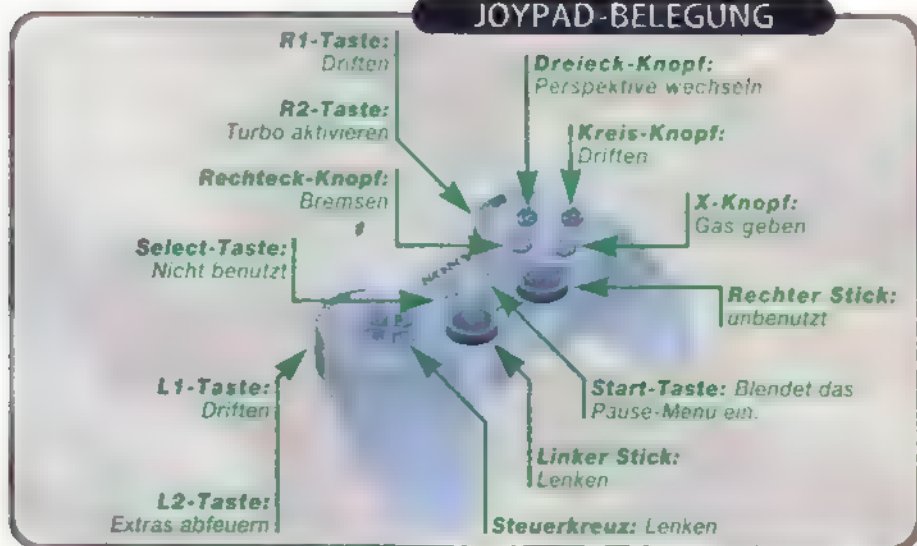 JOYPAD-BELEGUNG
R1-Taste:
Driften
R2-Taste:
Turbo aktivieren
Rechteck-Knopf:
Bremsen
Select-Taste:
Nicht benutzt
L1-Taste:
Driften
L2-Taste:
Extras abfeuern
Dreieck-Knopf:
Perspektive wechseln
Kreis-Knopf:
Driften
X-Knopf:
Gas geben
Rechter Stick:
unbenutzt
Start-Taste: Blendet das
Pause-Menu ein.
Linker Stick:
Lenken
Steuerkreuz: Lenken